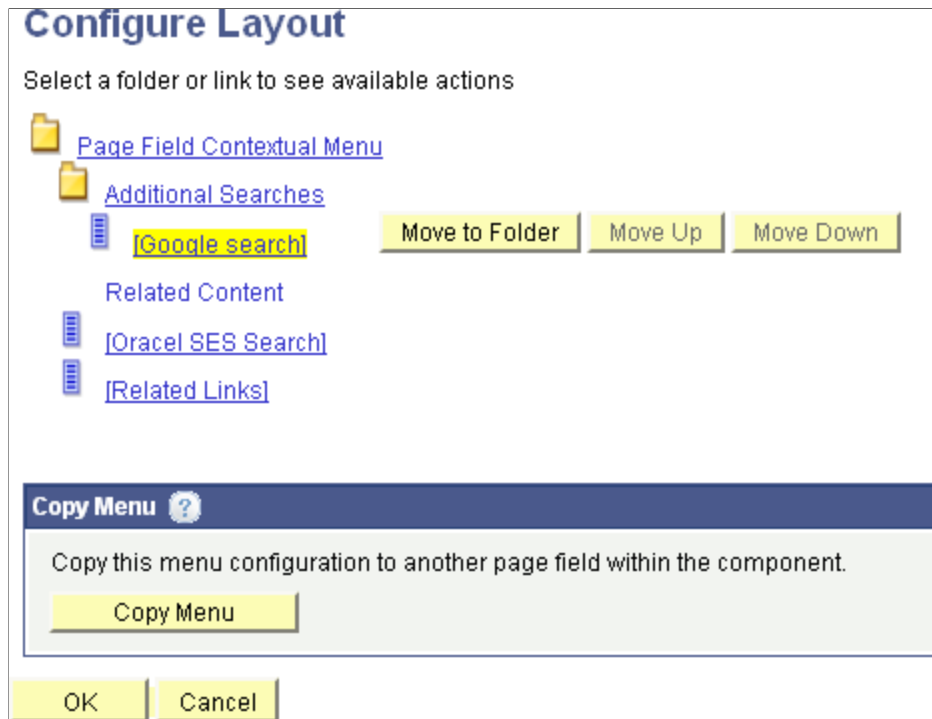 Configure Layout
Select a folder or link to see available actions
Page Field Contextual Menu
Additional Searches
[Google search] Move to Folder Move Up Move Down
Related Content
[Oracel SES Search]
[Related Links]
Copy Menu ?
Copy this menu configuration to another page field within the component.
Copy Menu
OK Cancel